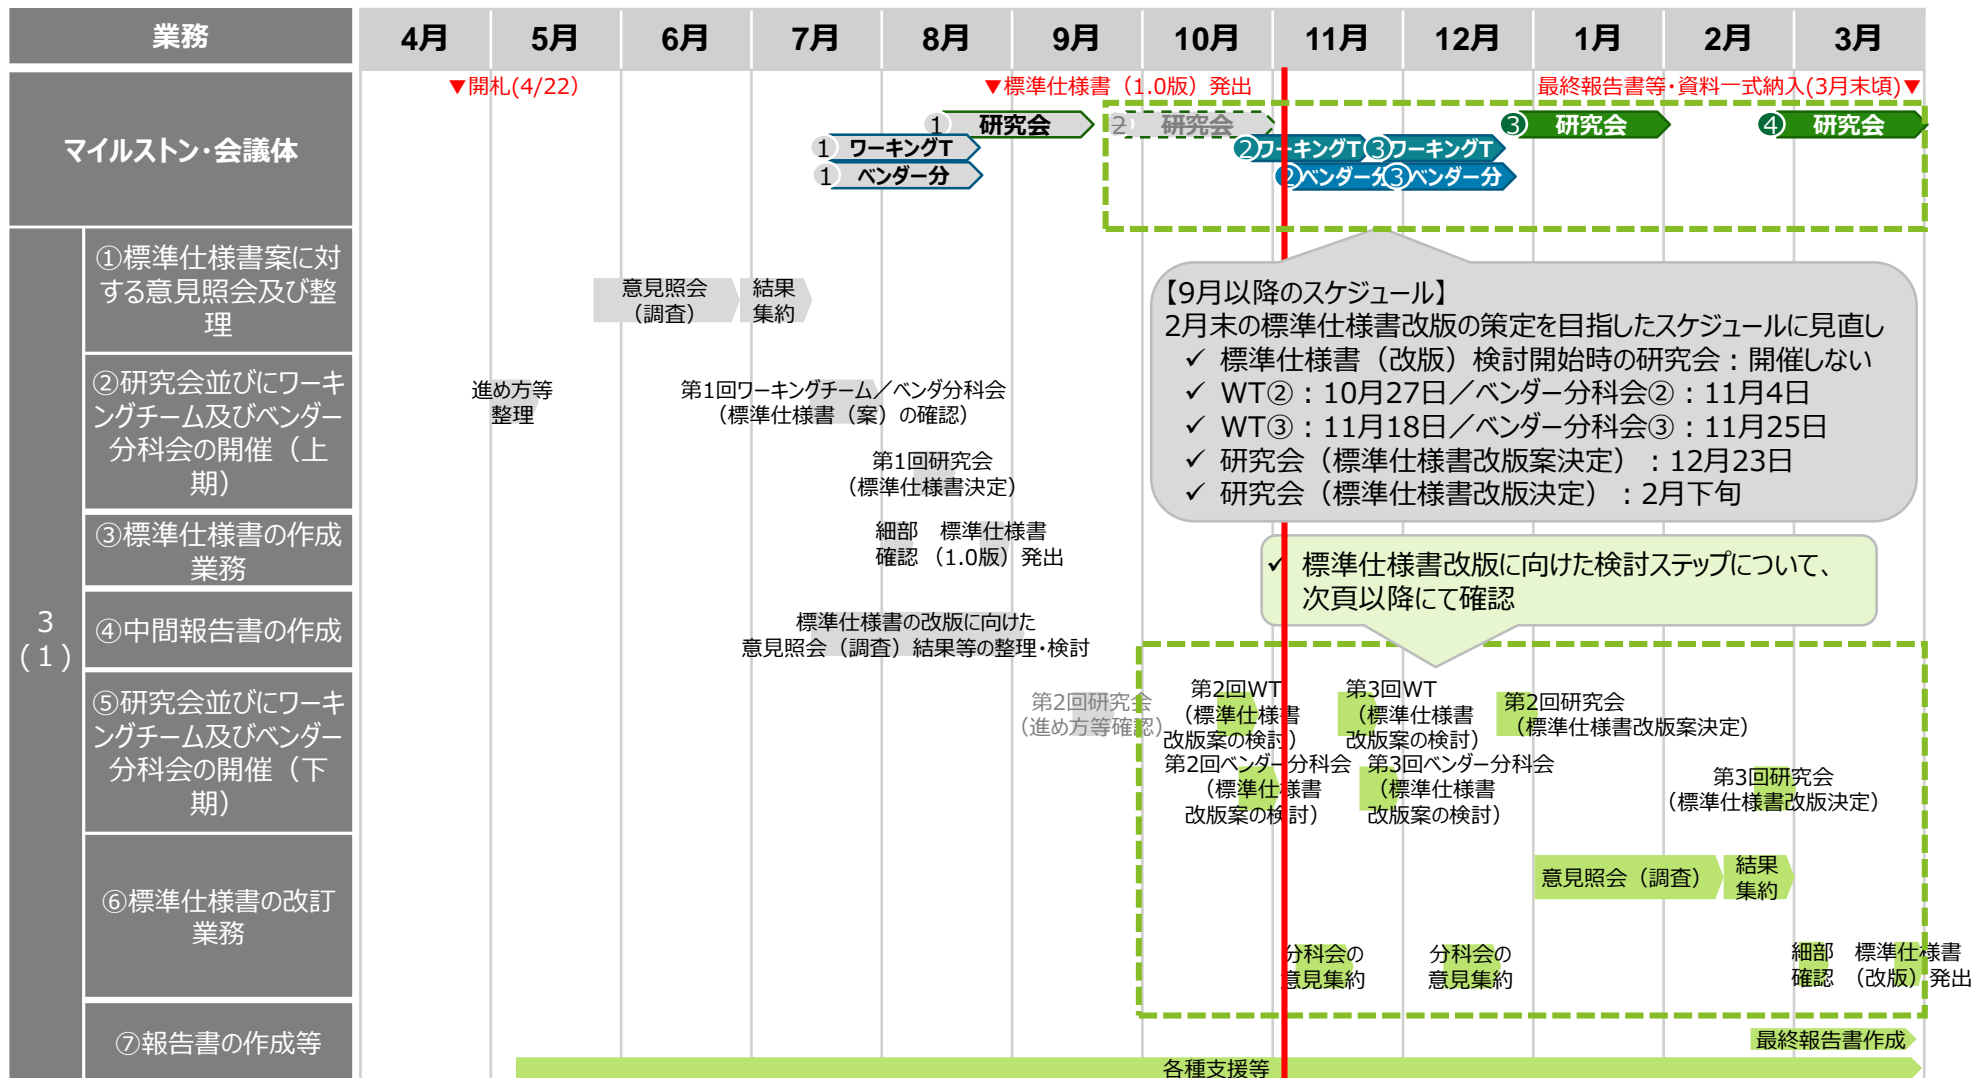 業務
4月
5月
6月
7月
8月
9月
10月
11月
12月
1月
2月
3月
マイルストン・会議体
▼開札(4/22)
▼標準仕様書（1.0版）発出
最終報告書等・資料一式納入(3月末頃)▼
1 研究会
2 研究会
③ 研究会
④ 研究会
1 ワーキングT
②ワーキングT
③ワーキングT
1 ベンダー分
②ベンダー分
③ベンダー分
3
(１)
①標準仕様書案に対
する意見照会及び整
理
意見照会
（調査）
結果
集約
【9月以降のスケジュール】
2月末の標準仕様書改版の策定を目指したスケジュールに見直し
✓ 標準仕様書（改版）検討開始時の研究会：開催しない
✓ WT②：10月27日／ベンダー分科会②：11月4日
✓ WT③：11月18日／ベンダー分科会③：11月25日
✓ 研究会（標準仕様書改版案決定）：12月23日
✓ 研究会（標準仕様書改版決定）：2月下旬
②研究会並びにワーキ
ングチーム及びベンダー
分科会の開催（上
期）
進め方等
整理
第1回ワーキングチーム／ベンダ分科会
（標準仕様書（案）の確認）
第1回研究会
（標準仕様書決定）
③標準仕様書の作成
業務
細部
確認
標準仕様書
（1.0版）発出
✓ 標準仕様書改版に向けた検討ステップについて、
次頁以降にて確認
④中間報告書の作成
標準仕様書の改版に向けた
意見照会（調査）結果等の整理・検討
⑤研究会並びにワーキ
ングチーム及びベンダー
分科会の開催（下
期）
第2回研究会
（進め方等確認）
第2回WT
（標準仕様書
改版案の検討）
第3回WT
（標準仕様書
改版案の検討）
第2回研究会
（標準仕様書改版案決定）
第2回ベンダー分科会
（標準仕様書
改版案の検討）
第3回ベンダー分科会
（標準仕様書
改版案の検討）
第3回研究会
（標準仕様書改版決定）
⑥標準仕様書の改訂
業務
意見照会（調査）
結果
集約
分科会の
意見集約
分科会の
意見集約
細部
確認
標準仕様書
（改版）発出
⑦報告書の作成等
最終報告書作成
各種支援等